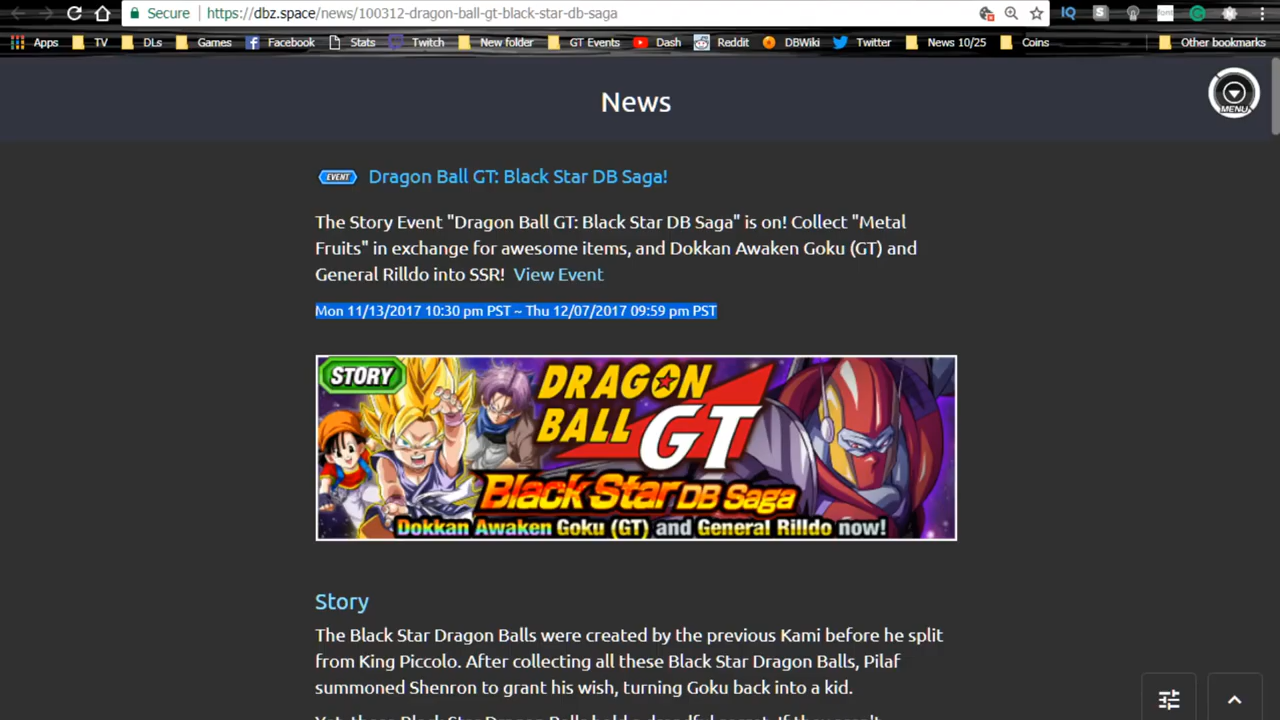 Secure https://dbz.space/news/100312-dragon-ball-gt-black-star-db-saga
Apps TV DLs Games Facebook Stats Twitch New folder GT Events Dash Reddit DBWiki Twitter News 10/25 Coins Other bookmarks
News
MENU
EVENT Dragon Ball GT: Black Star DB Saga!
The Story Event "Dragon Ball GT: Black Star DB Saga" is on! Collect "Metal
Fruits" in exchange for awesome items, and Dokkan Awaken Goku (GT) and
General Rilldo into SSR! View Event
Mon 11/13/2017 10:30 pm PST ~ Thu 12/07/2017 09:59 pm PST
STORY
DRAGON
BALL GT
Black Star DB Saga
Dokkan Awaken Goku (GT) and General Rilldo now!
Story
The Black Star Dragon Balls were created by the previous Kami before he split
from King Piccolo. After collecting all these Black Star Dragon Balls, Pilaf
summoned Shenron to grant his wish, turning Goku back into a kid.